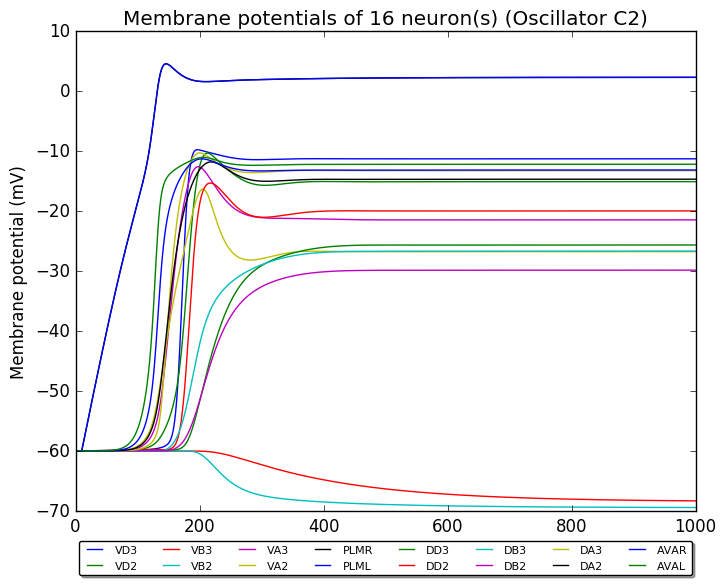 Membrane potentials of 16 neuron(s) (Oscillator C2)
10
0
−10
−20
−30
−40
−50
−60
−70
Membrane potential (mV)
0 200 400 600 800 1000
VD3 VB3 VA3 PLMR DD3 DB3 DA3 AVAR
VD2 VB2 VA2 PLML DD2 DB2 DA2 AVAL